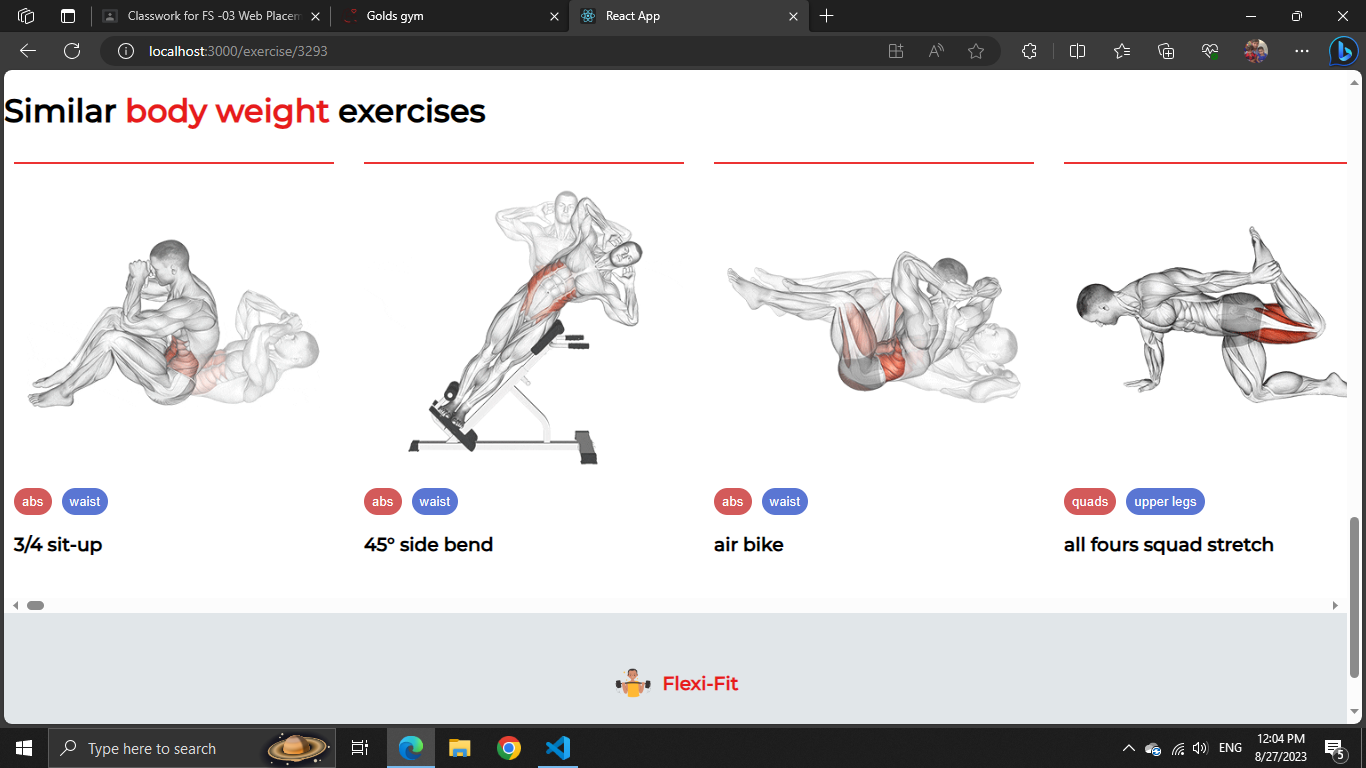 Classwork for FS -03 Web Placem
Golds gym
React App
localhost:3000/exercise/3293
Similar body weight exercises
abs waist
3/4 sit-up
abs waist
45° side bend
abs waist
air bike
quads upper legs
all fours squad stretch
Flexi-Fit
Type here to search
ENG
12:04 PM
8/27/2023
5